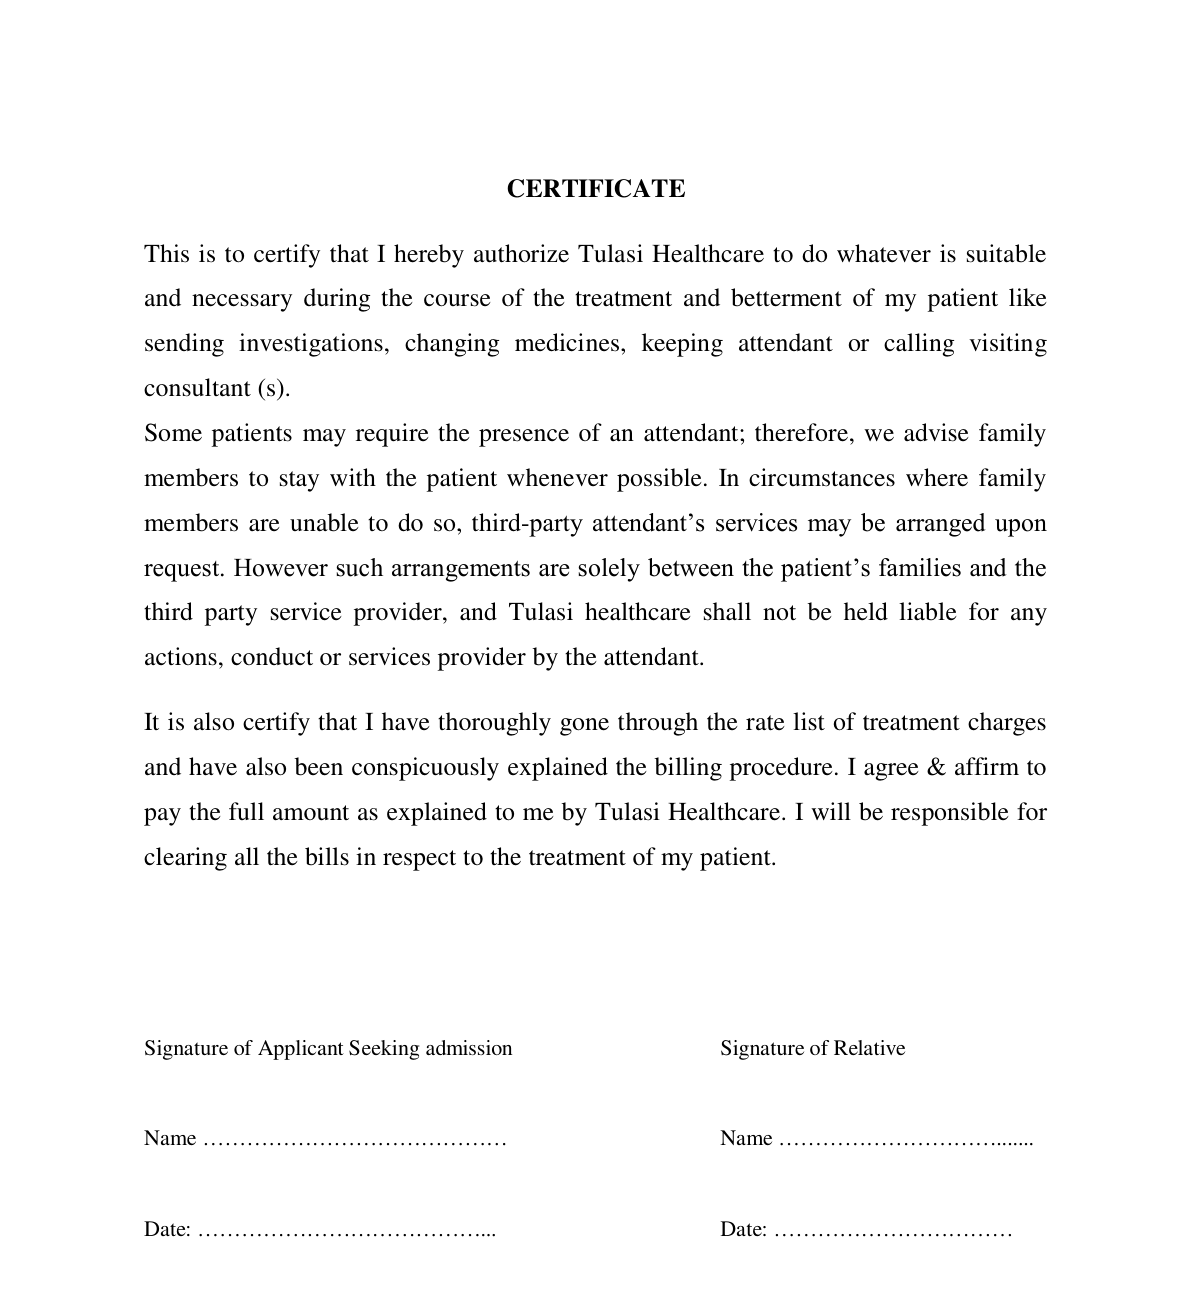 CERTIFICATE
This is to certify that I hereby authorize Tulasi Healthcare to do whatever is suitable
and necessary during the course of the treatment and betterment of my patient like
sending investigations, changing medicines, keeping attendant or calling visiting
consultant (s).
Some patients may require the presence of an attendant; therefore, we advise family
members to stay with the patient whenever possible. In circumstances where family
members are unable to do so, third-party attendant’s services may be arranged upon
request. However such arrangements are solely between the patient’s families and the
third party service provider, and Tulasi healthcare shall not be held liable for any
actions, conduct or services provider by the attendant.
It is also certify that I have thoroughly gone through the rate list of treatment charges
and have also been conspicuously explained the billing procedure. I agree & affirm to
pay the full amount as explained to me by Tulasi Healthcare. I will be responsible for
clearing all the bills in respect to the treatment of my patient.
Signature of Applicant Seeking admission Signature of Relative
Name …………………………………… Name ………………………….......
Date: …………………………………... Date: ……………………………